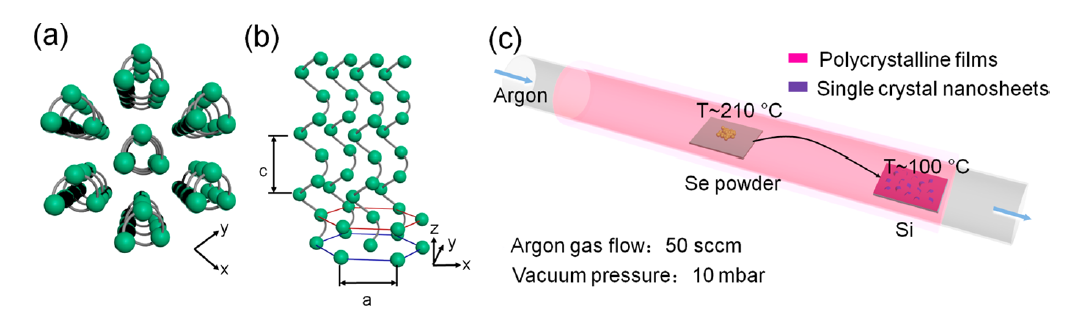 (a)
y
x
(b)
c
z
y
x
a
(c)
Polycrystalline films
Single crystal nanosheets
Argon
T~210 °C
T~100 °C
Se powder
Si
Argon gas flow：50 sccm
Vacuum pressure：10 mbar